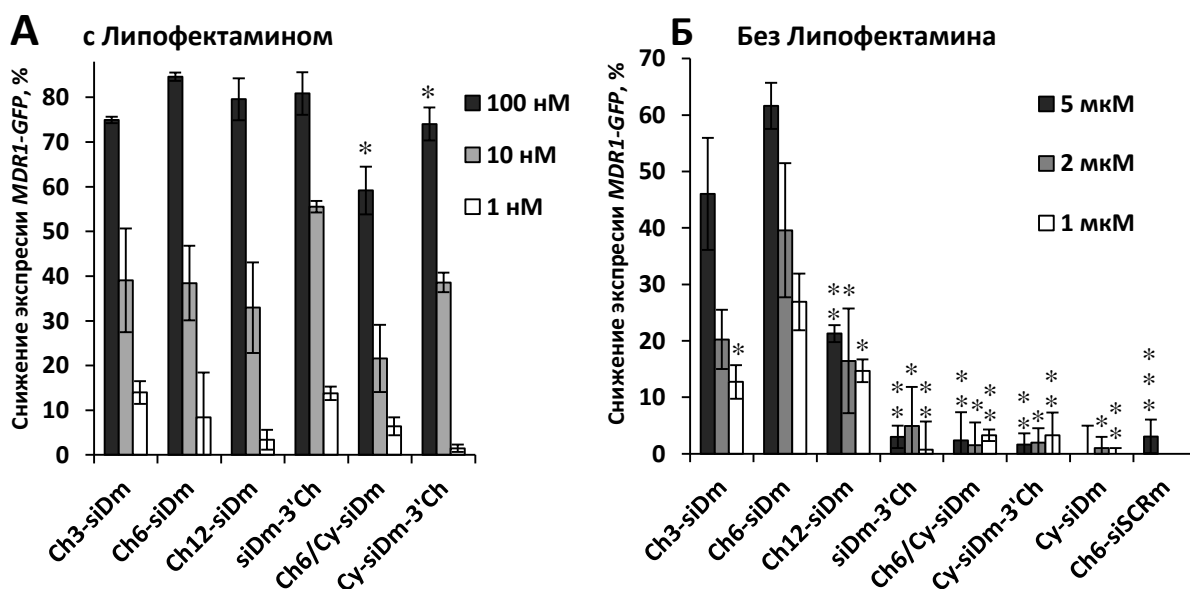 А с Липофектамином
Снижение экспресии MDR1-GFP, %
80
70
60
50
40
30
20
10
0
* *
100 нМ
10 нМ
1 нМ
Ch3-siDm
Ch6-siDm
Ch12-siDm
siDm-3'Ch
Ch6/Cy-siDm
Cy-siDm-3'Ch
Б Без Липофектамина
Снижение экспресии MDR1-GFP, %
70
60
50
40
30
20
10
0
5 мкМ
2 мкМ
1 мкМ
*
** ** *
** * **
** ** **
** * **
* **
***
Ch3-siDm
Ch6-siDm
Ch12-siDm
siDm-3'Ch
Ch6/Cy-siDm
Cy-siDm-3'Ch
Cy-siDm
Ch6-siSCRm